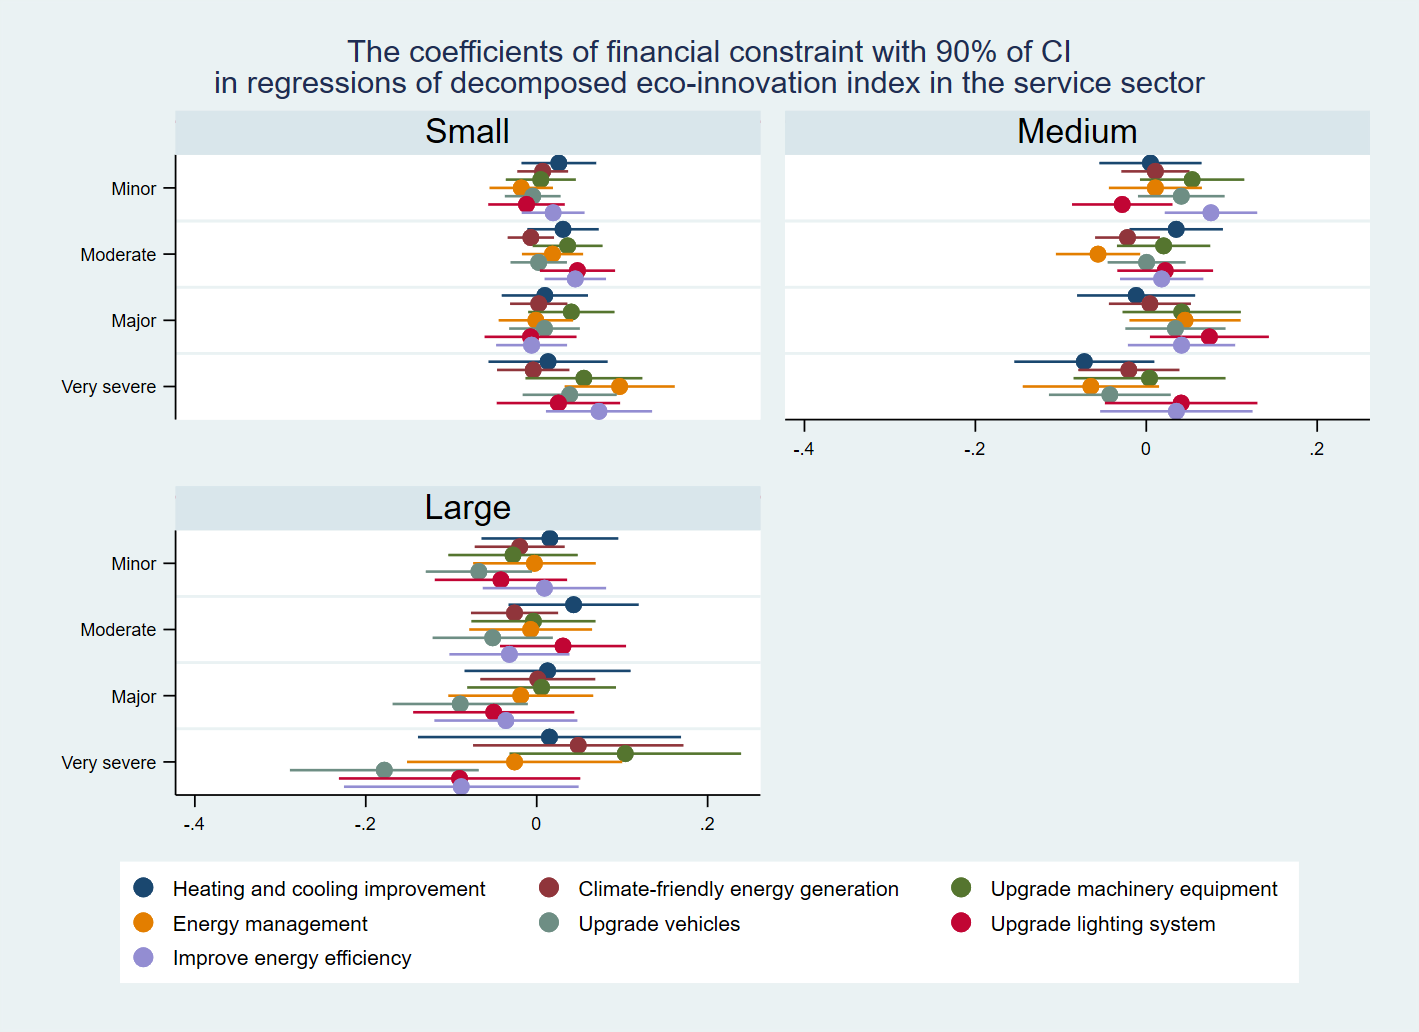 The coefficients of financial constraint with 90% of CI
in regressions of decomposed eco-innovation index in the service sector
Small
Medium
Minor
Moderate
Major
Very severe
-.4
-.2
0
.2
Large
Minor
Moderate
Major
Very severe
-.4
-.2
0
.2
Heating and cooling improvement
Climate-friendly energy generation
Upgrade machinery equipment
Energy management
Upgrade vehicles
Upgrade lighting system
Improve energy efficiency